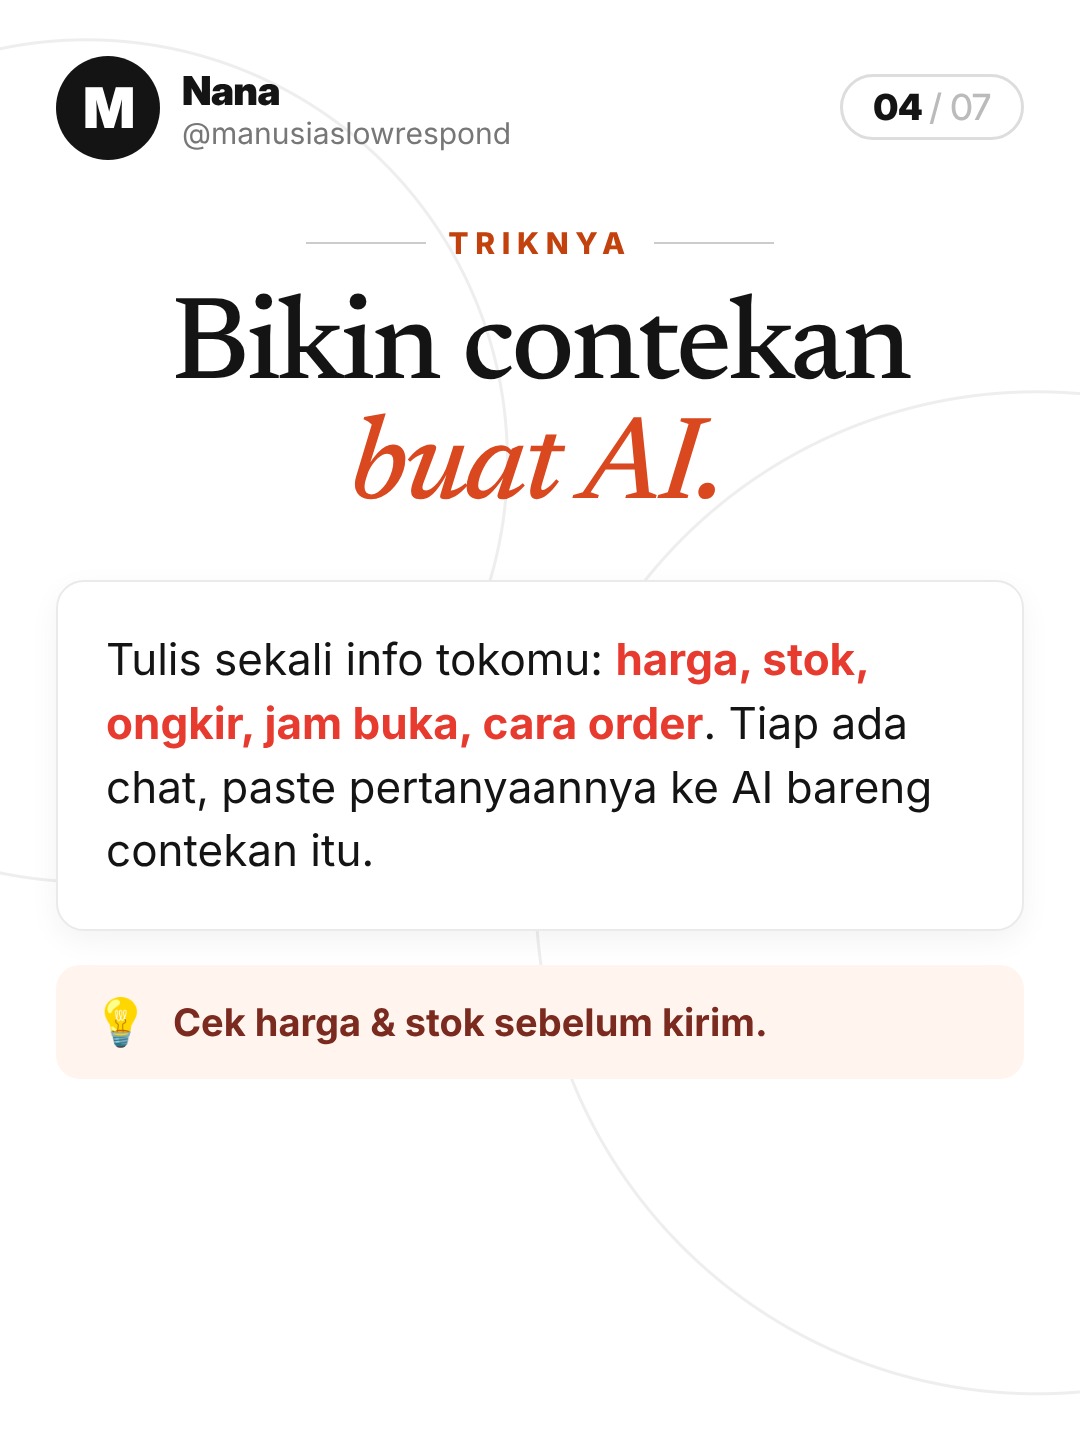 M
Nana
@manusiaslowrespond
04 / 07
TRIKNYA
Bikin contekan
buat AI.
Tulis sekali info tokomu: harga, stok,
ongkir, jam buka, cara order. Tiap ada
chat, paste pertanyaannya ke AI bareng
contekan itu.
💡 Cek harga & stok sebelum kirim.